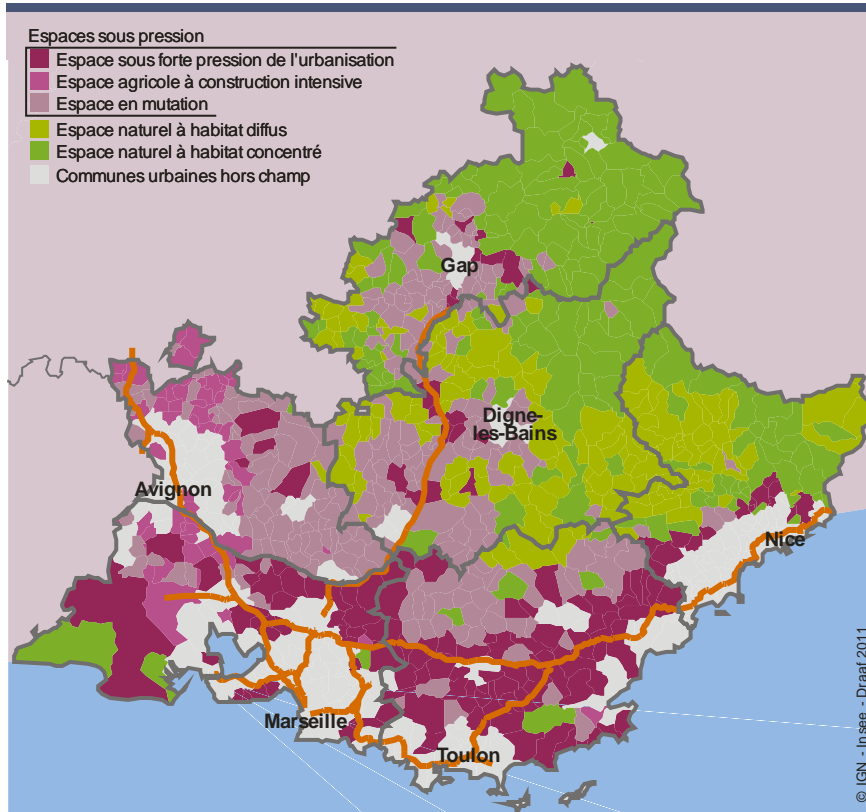 Espaces sous pression
Espace sous forte pression de l'urbanisation
Espace agricole à construction intensive
Espace en mutation
Espace naturel à habitat diffus
Espace naturel à habitat concentré
Communes urbaines hors champ
Gap
Digne-
les-Bains
Avignon
Nice
Marseille
Toulon
© IGN - Insee - Draaf 2011